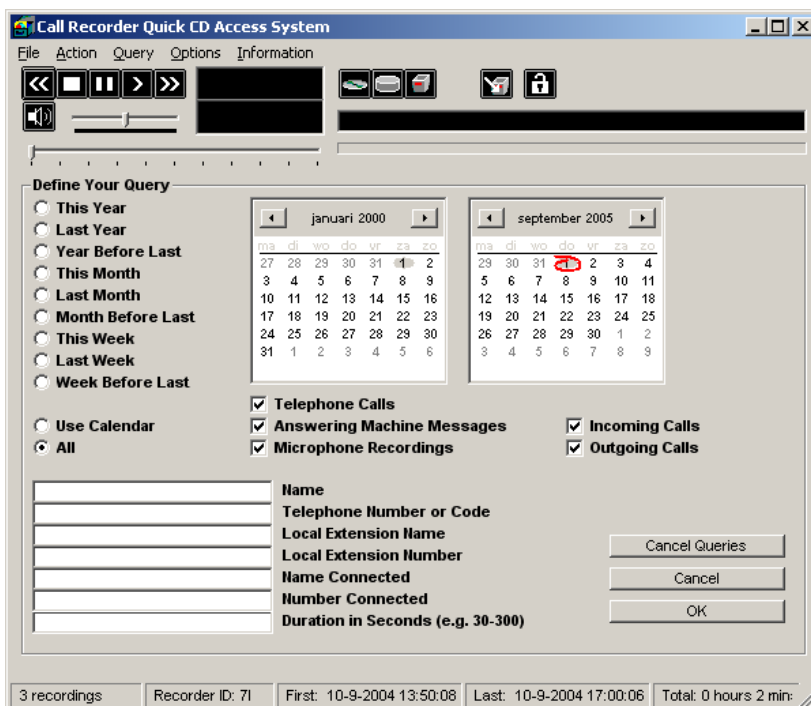 Call Recorder Quick CD Access System
File Action Query Options Information
Define Your Query
This Year
Last Year
Year Before Last
This Month
Last Month
Month Before Last
This Week
Last Week
Week Before Last
Use Calendar
All
januari 2000
ma di wo do vr za zo
27 28 29 30 31 1 2
3 4 5 6 7 8 9
10 11 12 13 14 15 16
17 18 19 20 21 22 23
24 25 26 27 28 29 30
31 1 2 3 4 5 6
september 2005
ma di wo do vr za zo
29 30 31 1 2 3 4
5 6 7 8 9 10 11
12 13 14 15 16 17 18
19 20 21 22 23 24 25
26 27 28 29 30 1 2
3 4 5 6 7 8 9
Telephone Calls
Answering Machine Messages
Microphone Recordings
Incoming Calls
Outgoing Calls
Name
Telephone Number or Code
Local Extension Name
Local Extension Number
Name Connected
Number Connected
Duration in Seconds (e.g. 30-300)
Cancel Queries
Cancel
OK
3 recordings Recorder ID: 7I First: 10-9-2004 13:50:08 Last: 10-9-2004 17:00:06 Total: 0 hours 2 min: